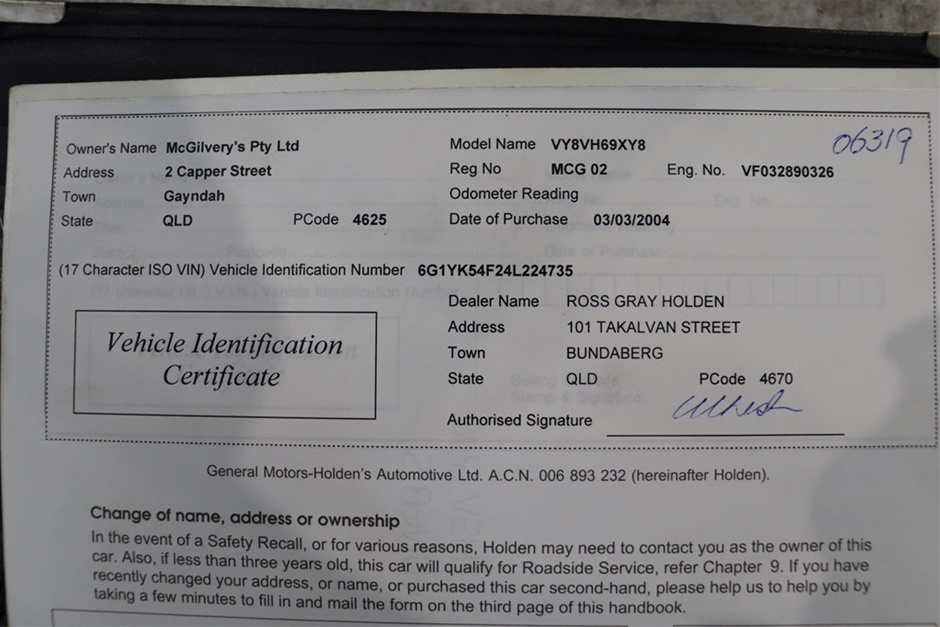 06319
Owner's Name McGilvery's Pty Ltd
Address 2 Capper Street
Town Gayndah
State QLD PCode 4625
Model Name VY8VH69XY8
Reg No MCG 02 Eng. No. VF032890326
Odometer Reading
Date of Purchase 03/03/2004
(17 Character ISO VIN) Vehicle Identification Number 6G1YK54F24L224735
Vehicle Identification
Certificate
Dealer Name ROSS GRAY HOLDEN
Address 101 TAKALVAN STREET
Town BUNDABERG
State QLD PCode 4670
Authorised Signature
General Motors-Holden's Automotive Ltd. A.C.N. 006 893 232 (hereinafter Holden).
Change of name, address or ownership
In the event of a Safety Recall, or for various reasons, Holden may need to contact you as the owner of this
car. Also, if less than three years old, this car will qualify for Roadside Service, refer Chapter 9. If you have
recently changed your address, or name, or purchased this car second-hand, please help us to help you by
taking a few minutes to fill in and mail the form on the third page of this handbook.